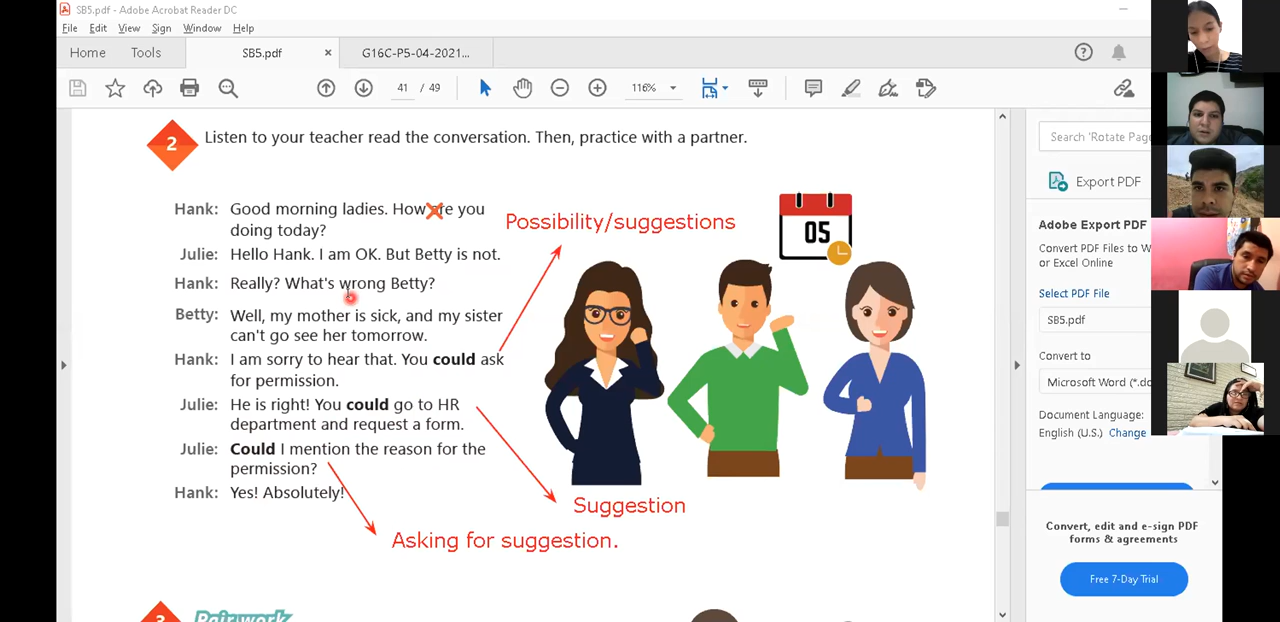 SB5.pdf - Adobe Acrobat Reader DC
File Edit View Sign Window Help
Home Tools SB5.pdf × G16C-P5-04-2021...
41 / 49 116%
2 Listen to your teacher read the conversation. Then, practice with a partner.
Hank: Good morning ladies. How are you
doing today?
Julie: Hello Hank. I am OK. But Betty is not.
Hank: Really? What's wrong Betty?
Betty: Well, my mother is sick, and my sister
can't go see her tomorrow.
Hank: I am sorry to hear that. You could ask
for permission.
Julie: He is right! You could go to HR
department and request a form.
Julie: Could I mention the reason for the
permission?
Hank: Yes! Absolutely!
Possibility/suggestions
05
Suggestion
Asking for suggestion.
3 Pair work
Search 'Rotate Pag
Export PDF
Adobe Export PDF
Convert PDF Files to W
or Excel Online
Select PDF File
SB5.pdf
Convert to
Microsoft Word (*.do
Document Language:
English (U.S.) Change
Convert, edit and e-sign PDF
forms & agreements
Free 7-Day Trial